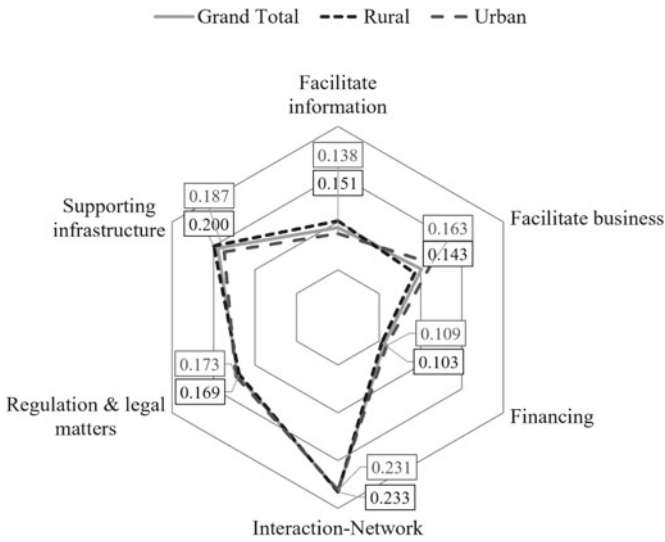 Grand Total Rural Urban
Facilitate
information
0.138
0.151
0.187
0.200
Supporting
infrastructure
0.163
0.143
Facilitate business
0.109
0.103
0.173
0.169
Regulation & legal
matters
Financing
0.231
0.233
Interaction-Network